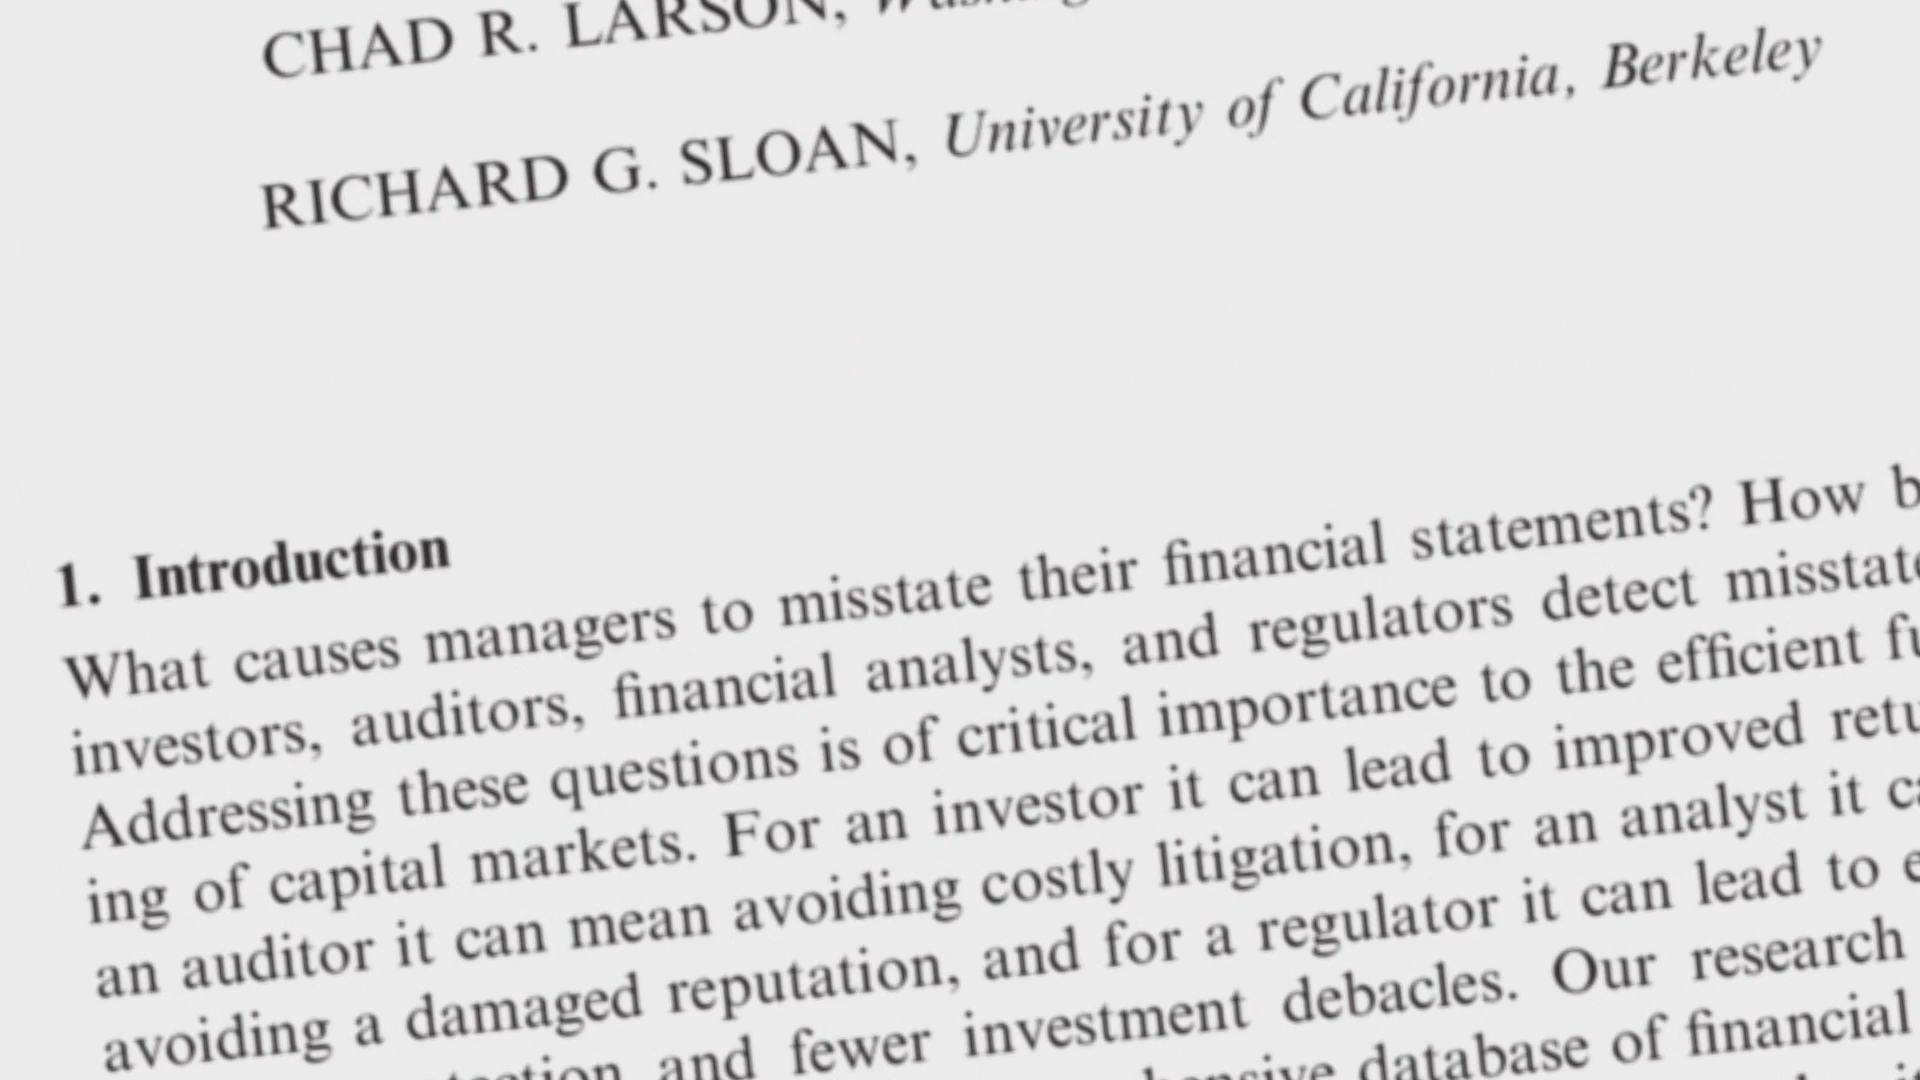 CHAD R. LARSON,
RICHARD G. SLOAN, University of California, Berkeley
1. Introduction
What causes managers to misstate their financial statements? How b
investors, auditors, financial analysts, and regulators detect misstate
Addressing these questions is of critical importance to the efficient fu
ing of capital markets. For an investor it can lead to improved retu
an auditor it can mean avoiding costly litigation, for an analyst it ca
avoiding a damaged reputation, and for a regulator it can lead to e
and fewer investment debacles. Our research
database of financial